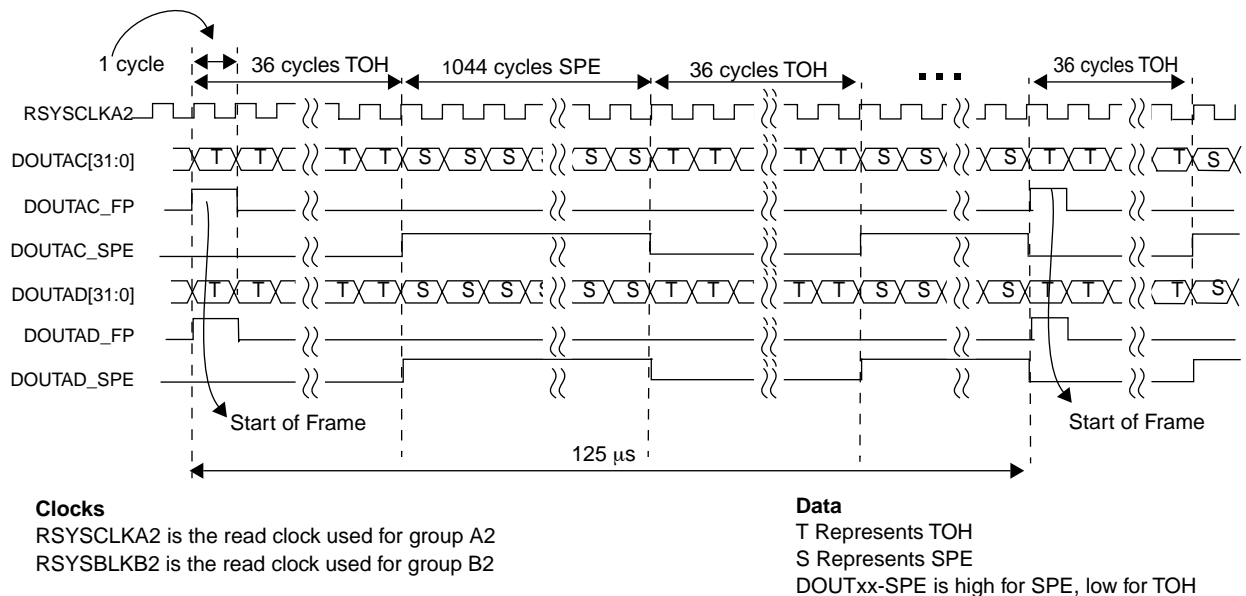 1 cycle
36 cycles TOH
1044 cycles SPE
36 cycles TOH
36 cycles TOH
RSYSCLKA2
DOUTAC[31:0] T T T T S S S S S S T T T T S S S T T T S
DOUTAC_FP
DOUTAC_SPE
DOUTAD[31:0] T T T T S S S S S S T T T T S S S T T T S
DOUTAD_FP
DOUTAD_SPE
Start of Frame
Start of Frame
125 μs
Clocks
RSYSCLKA2 is the read clock used for group A2
RSYSBLKB2 is the read clock used for group B2
Data
T Represents TOH
S Represents SPE
DOUTxx-SPE is high for SPE, low for TOH